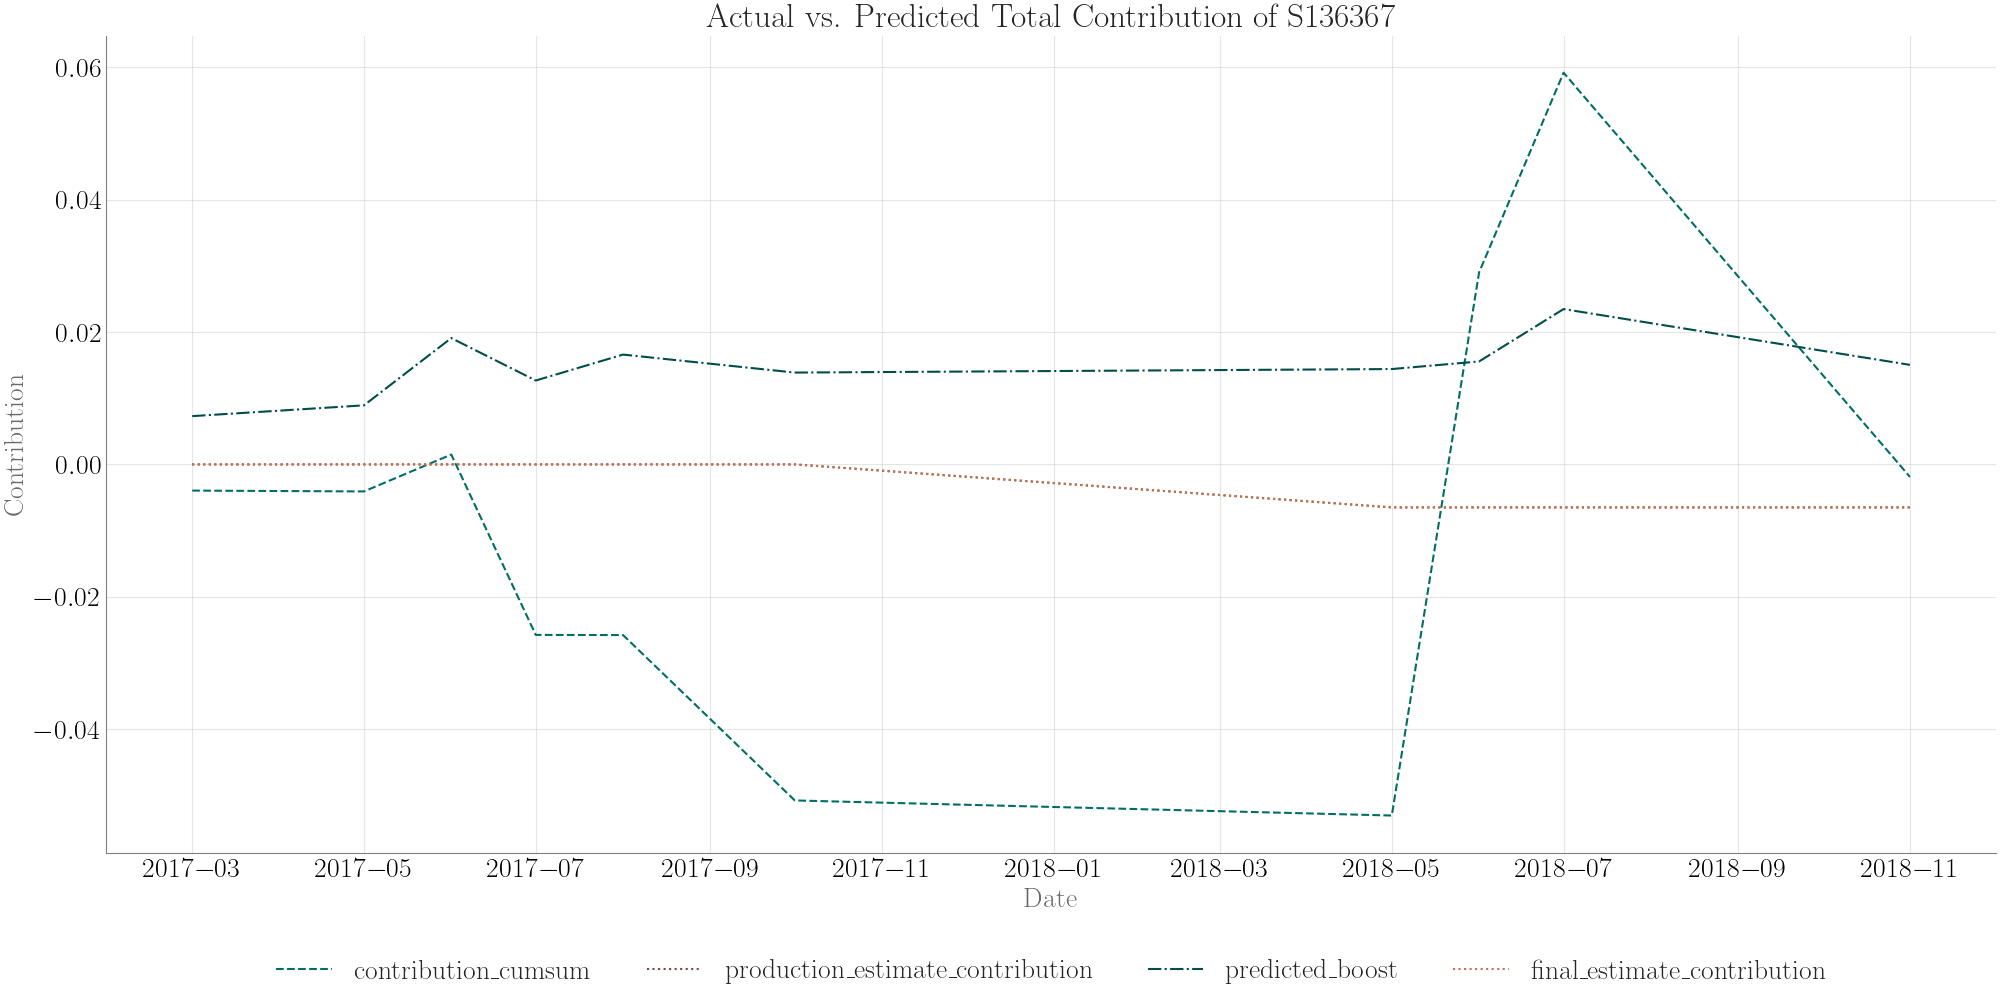 Actual vs. Predicted Total Contribution of S136367
0.06
0.04
0.02
0.00
−0.02
−0.04
Contribution
2017−03 2017−05 2017−07 2017−09 2017−11 2018−01 2018−03 2018−05 2018−07 2018−09 2018−11
Date
contribution_cumsum production_estimate_contribution predicted_boost final_estimate_contribution